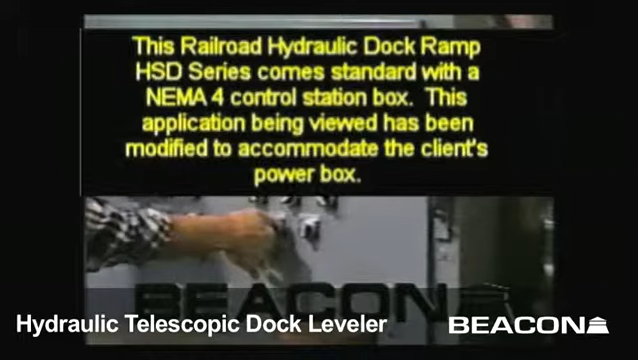 This Railroad Hydraulic Dock Ramp
HSD Series comes standard with a
NEMA 4 control station box. This
application being viewed has been
modified to accommodate the client's
power box.
BEACON
Hydraulic Telescopic Dock Leveler
BEACON